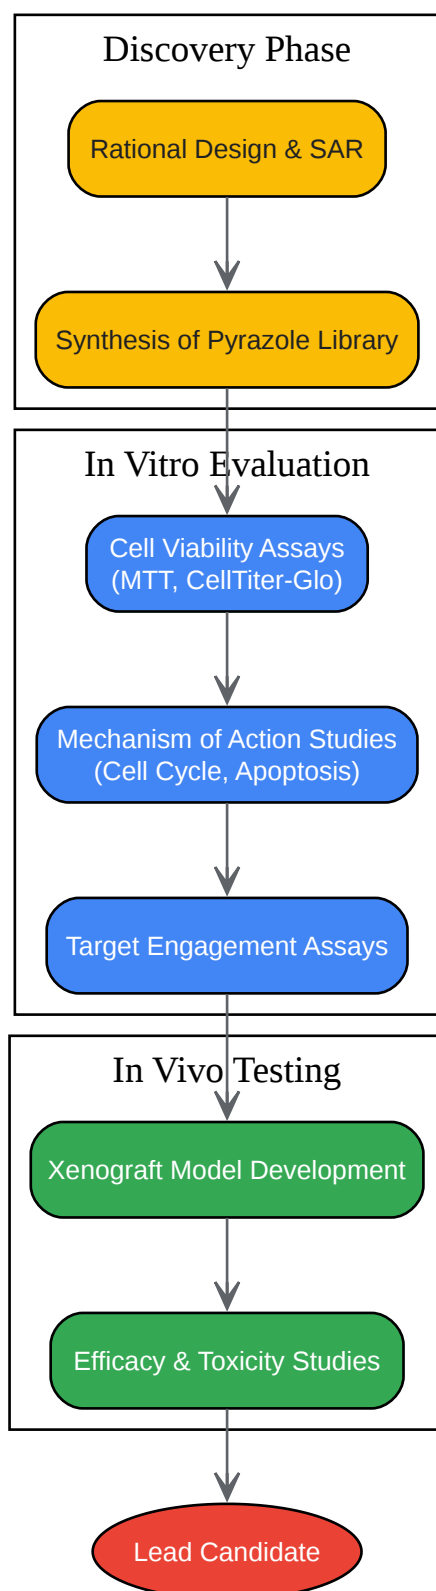 Discovery Phase
Rational Design & SAR
Synthesis of Pyrazole Library
In Vitro Evaluation
Cell Viability Assays
(MTT, CellTiter-Glo)
Mechanism of Action Studies
(Cell Cycle, Apoptosis)
Target Engagement Assays
In Vivo Testing
Xenograft Model Development
Efficacy & Toxicity Studies
Lead Candidate